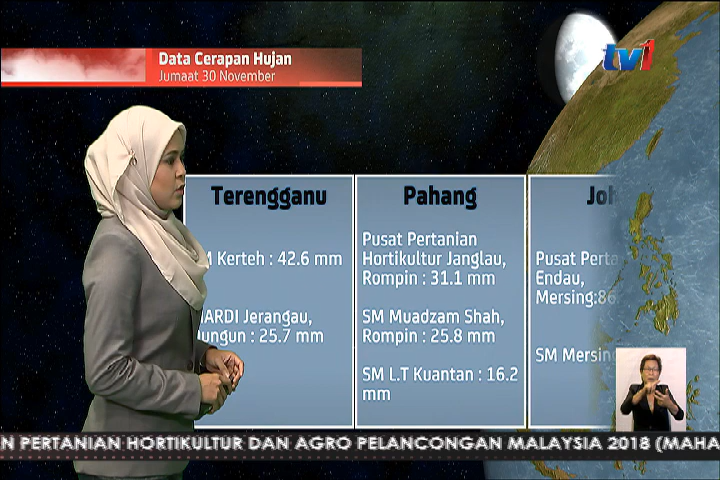 Data Cerapan Hujan
Jumaat 30 November
tv1
Terengganu
Kerteh : 42.6 mm
Jerangau,
: 25.7 mm
Pahang
Pusat Pertanian
Hortikultur Janglau,
Rompin : 31.1 mm
SM Muadzam Shah,
Rompin : 25.8 mm
SM L.T Kuantan : 16.2
mm
Joh
Pusat Perta
Endau,
Mersing:86.
SM Mersing
N PERTANIAN HORTIKULTUR DAN AGRO PELANCONGAN MALAYSIA 2018 (MAHA